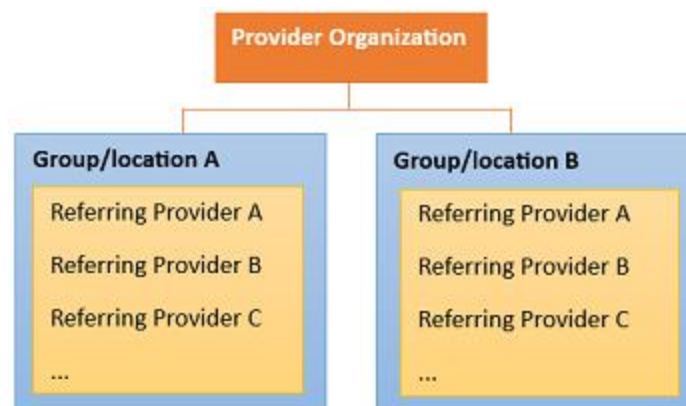 Provider Organization
Group/location A
Referring Provider A
Referring Provider B
Referring Provider C
...
Group/location B
Referring Provider A
Referring Provider B
Referring Provider C
...